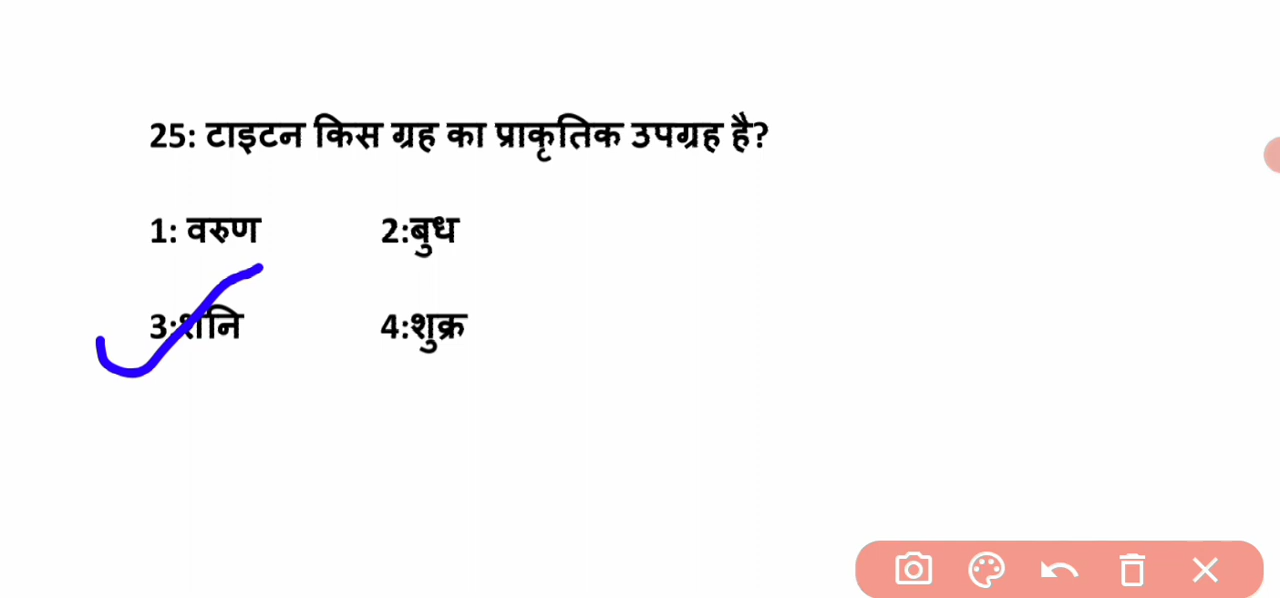 25: टाइटन किस ग्रह का प्राकृतिक उपग्रह है?
1: वरुण 2:बुध
3:शनि 4:शुक्र